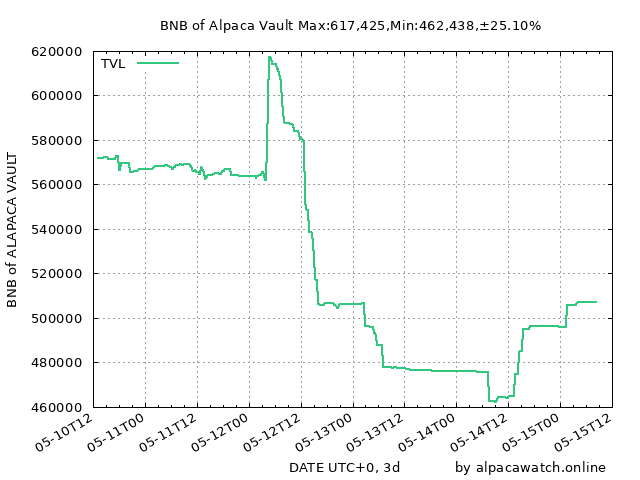 BNB of Alpaca Vault Max:617,425,Min:462,438,±25.10%
TVL
BNB of ALAPACA VAULT
620000
600000
580000
560000
540000
520000
500000
480000
460000
05-10T12
05-11T00
05-11T12
05-12T00
05-12T12
05-13T00
05-13T12
05-14T00
05-14T12
05-15T00
05-15T12
DATE UTC+0, 3d
by alpacawatch.online